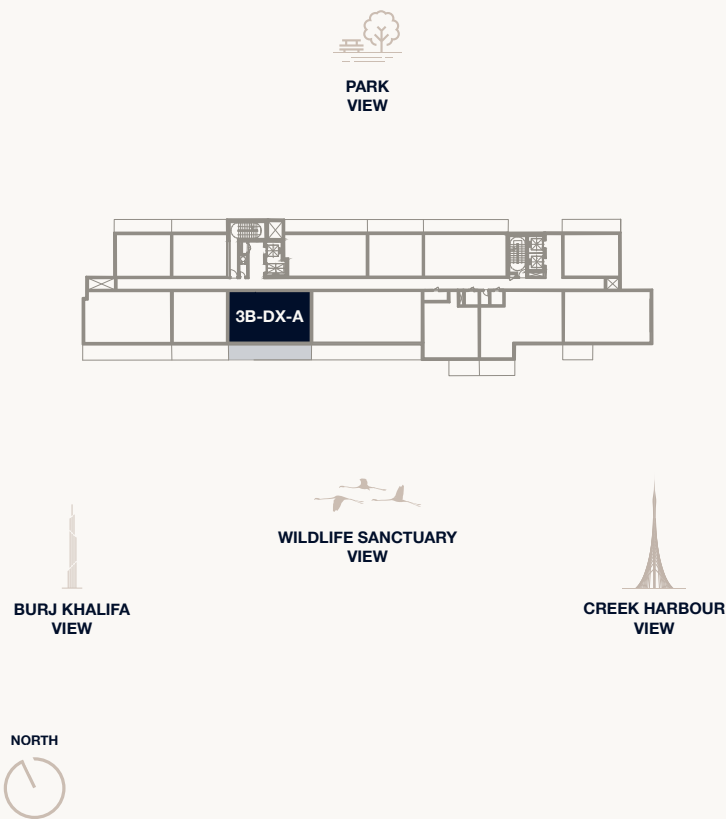 PARK
VIEW
3B-DX-A
WILDLIFE SANCTUARY
VIEW
BURJ KHALIFA
VIEW
CREEK HARBOUR
VIEW
NORTH